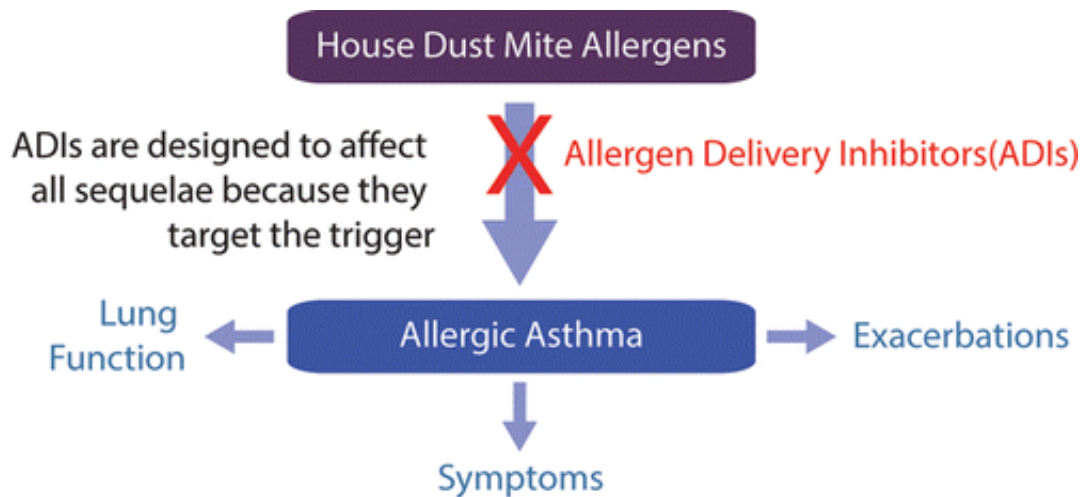 House Dust Mite Allergens
ADIs are designed to affect
all sequelae because they
target the trigger
Allergen Delivery Inhibitors(ADIs)
Lung
Function
Allergic Asthma
Exacerbations
Symptoms